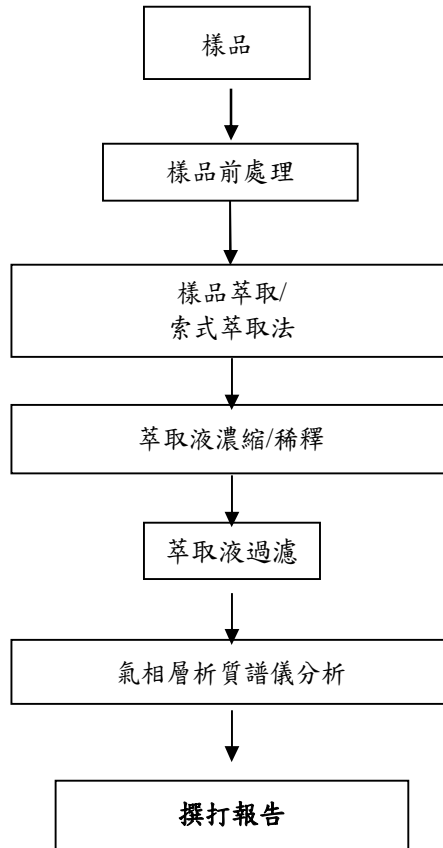 樣品
樣品前處理
樣品萃取/
索式萃取法
萃取液濃縮/稀釋
萃取液過濾
氣相層析質譜儀分析
撰打報告